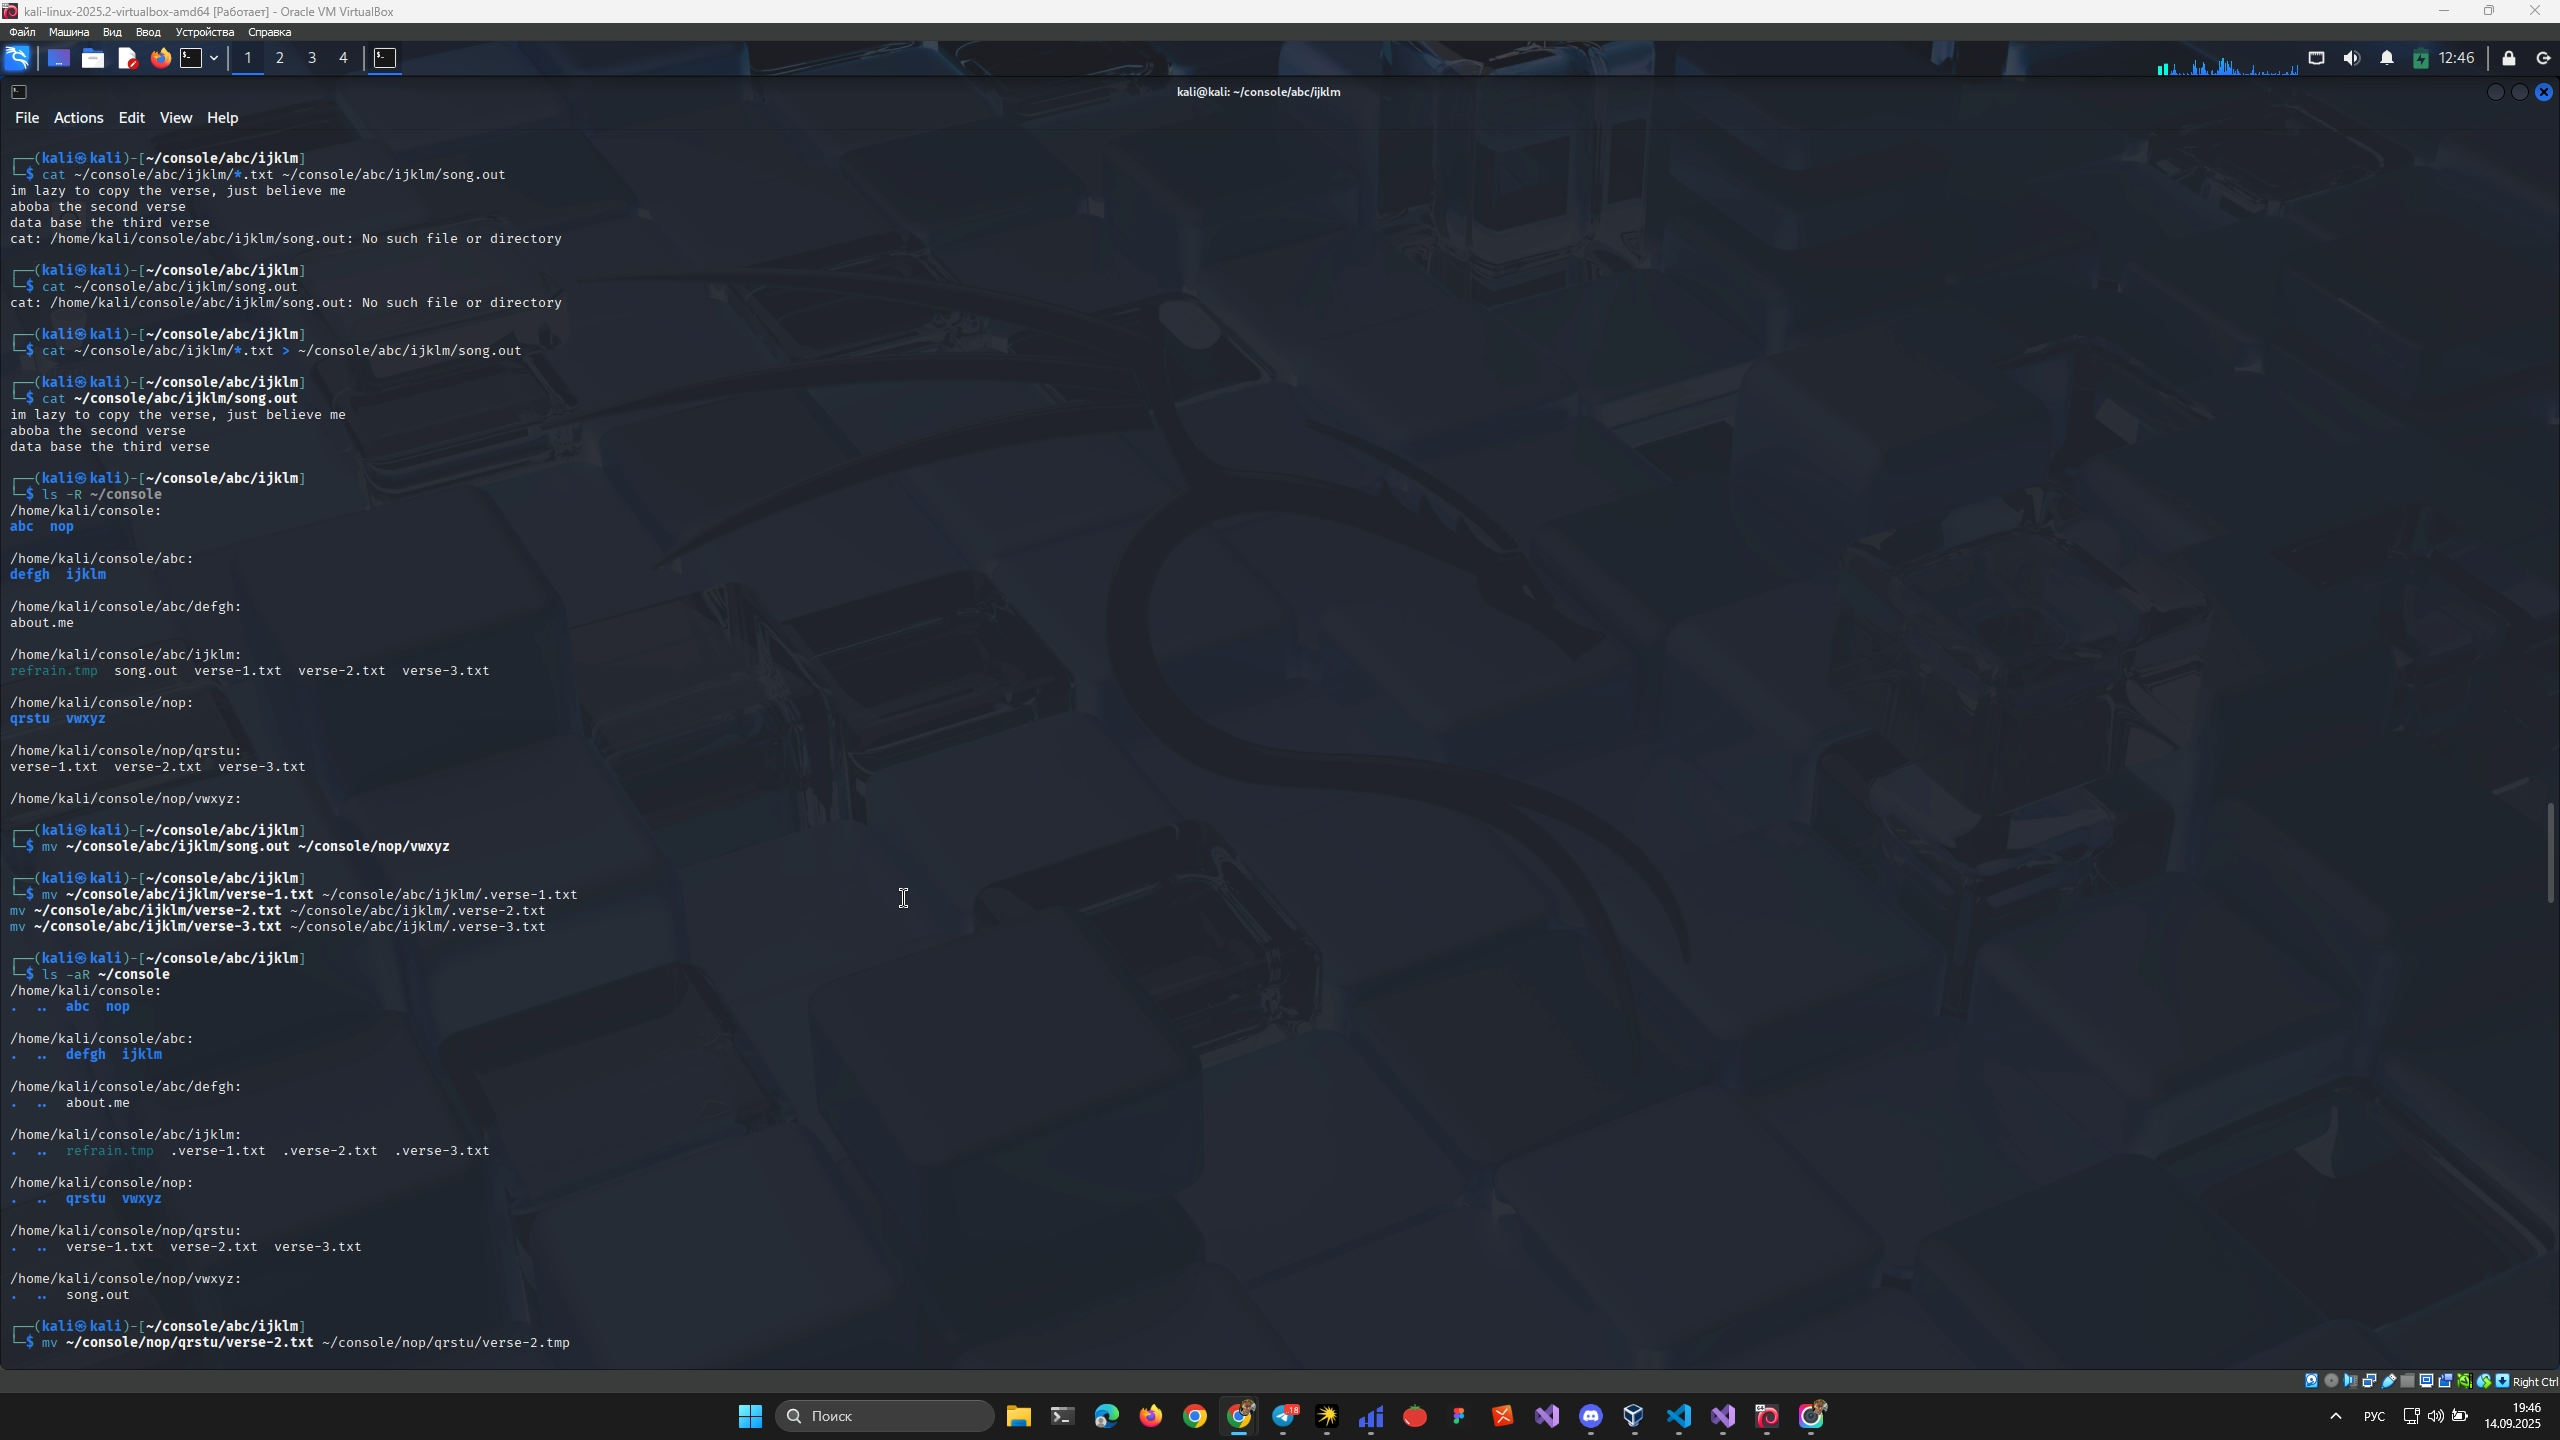 kali-linux-2025.2-virtualbox-amd64 [Работает] - Oracle VM VirtualBox
Файл Машина Вид Ввод Устройства Справка
1 2 3 4 12:46
kali@kali: ~/console/abc/ijklm
File Actions Edit View Help
┌──(kali㉿kali)-[~/console/abc/ijklm]
└─$ cat ~/console/abc/ijklm/*.txt ~/console/abc/ijklm/song.out
im lazy to copy the verse, just believe me
aboba the second verse
data base the third verse
cat: /home/kali/console/abc/ijklm/song.out: No such file or directory
┌──(kali㉿kali)-[~/console/abc/ijklm]
└─$ cat ~/console/abc/ijklm/song.out
cat: /home/kali/console/abc/ijklm/song.out: No such file or directory
┌──(kali㉿kali)-[~/console/abc/ijklm]
└─$ cat ~/console/abc/ijklm/*.txt > ~/console/abc/ijklm/song.out
┌──(kali㉿kali)-[~/console/abc/ijklm]
└─$ cat ~/console/abc/ijklm/song.out
im lazy to copy the verse, just believe me
aboba the second verse
data base the third verse
┌──(kali㉿kali)-[~/console/abc/ijklm]
└─$ ls -R ~/console
/home/kali/console:
abc nop
/home/kali/console/abc:
defgh ijklm
/home/kali/console/abc/defgh:
about.me
/home/kali/console/abc/ijklm:
refrain.tmp song.out verse-1.txt verse-2.txt verse-3.txt
/home/kali/console/nop:
qrstu vwxyz
/home/kali/console/nop/qrstu:
verse-1.txt verse-2.txt verse-3.txt
/home/kali/console/nop/vwxyz:
┌──(kali㉿kali)-[~/console/abc/ijklm]
└─$ mv ~/console/abc/ijklm/song.out ~/console/nop/vwxyz
┌──(kali㉿kali)-[~/console/abc/ijklm]
└─$ mv ~/console/abc/ijklm/verse-1.txt ~/console/abc/ijklm/.verse-1.txt
mv ~/console/abc/ijklm/verse-2.txt ~/console/abc/ijklm/.verse-2.txt
mv ~/console/abc/ijklm/verse-3.txt ~/console/abc/ijklm/.verse-3.txt
┌──(kali㉿kali)-[~/console/abc/ijklm]
└─$ ls -aR ~/console
/home/kali/console:
. .. abc nop
/home/kali/console/abc:
. .. defgh ijklm
/home/kali/console/abc/defgh:
. .. about.me
/home/kali/console/abc/ijklm:
. .. refrain.tmp .verse-1.txt .verse-2.txt .verse-3.txt
/home/kali/console/nop:
. .. qrstu vwxyz
/home/kali/console/nop/qrstu:
. .. verse-1.txt verse-2.txt verse-3.txt
/home/kali/console/nop/vwxyz:
. .. song.out
┌──(kali㉿kali)-[~/console/abc/ijklm]
└─$ mv ~/console/nop/qrstu/verse-2.txt ~/console/nop/qrstu/verse-2.tmp
Right Ctrl
Поиск 18 РУС 19:46
14.09.2025